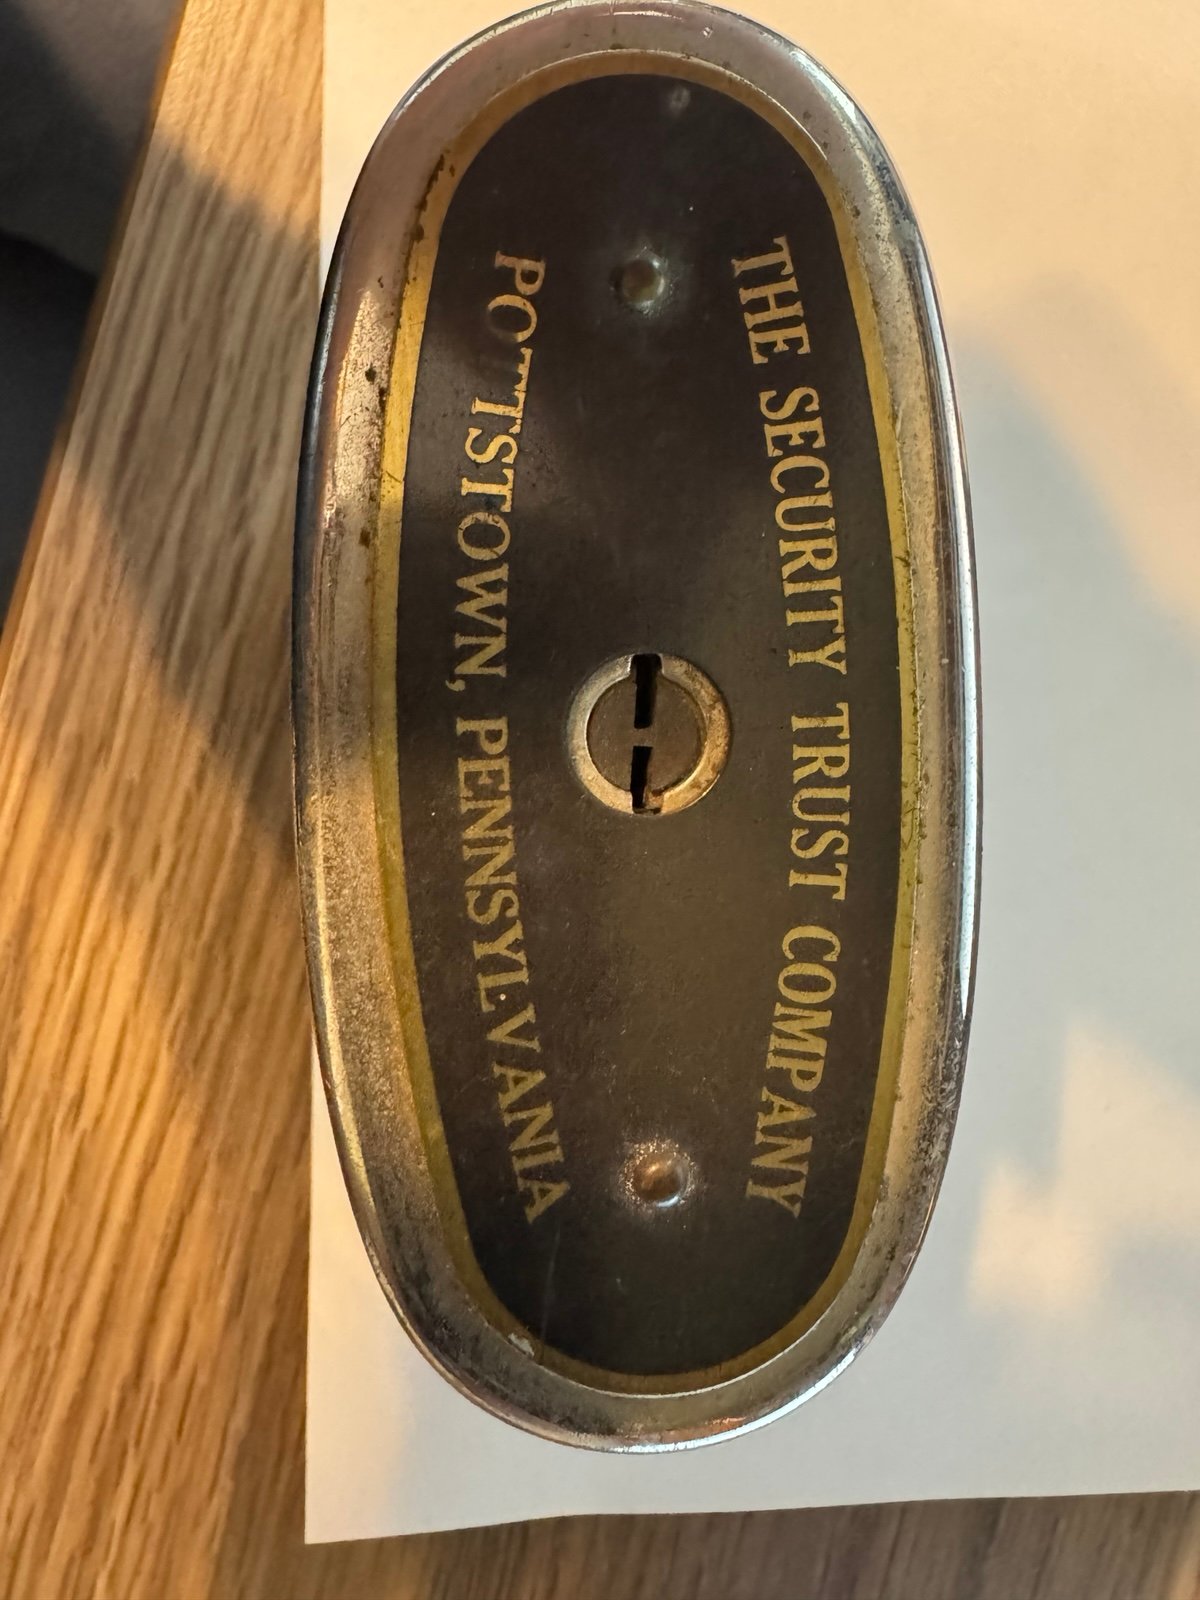 THE SECURITY TRUST COMPANY
POTTSTOWN, PENNSYLVANIA